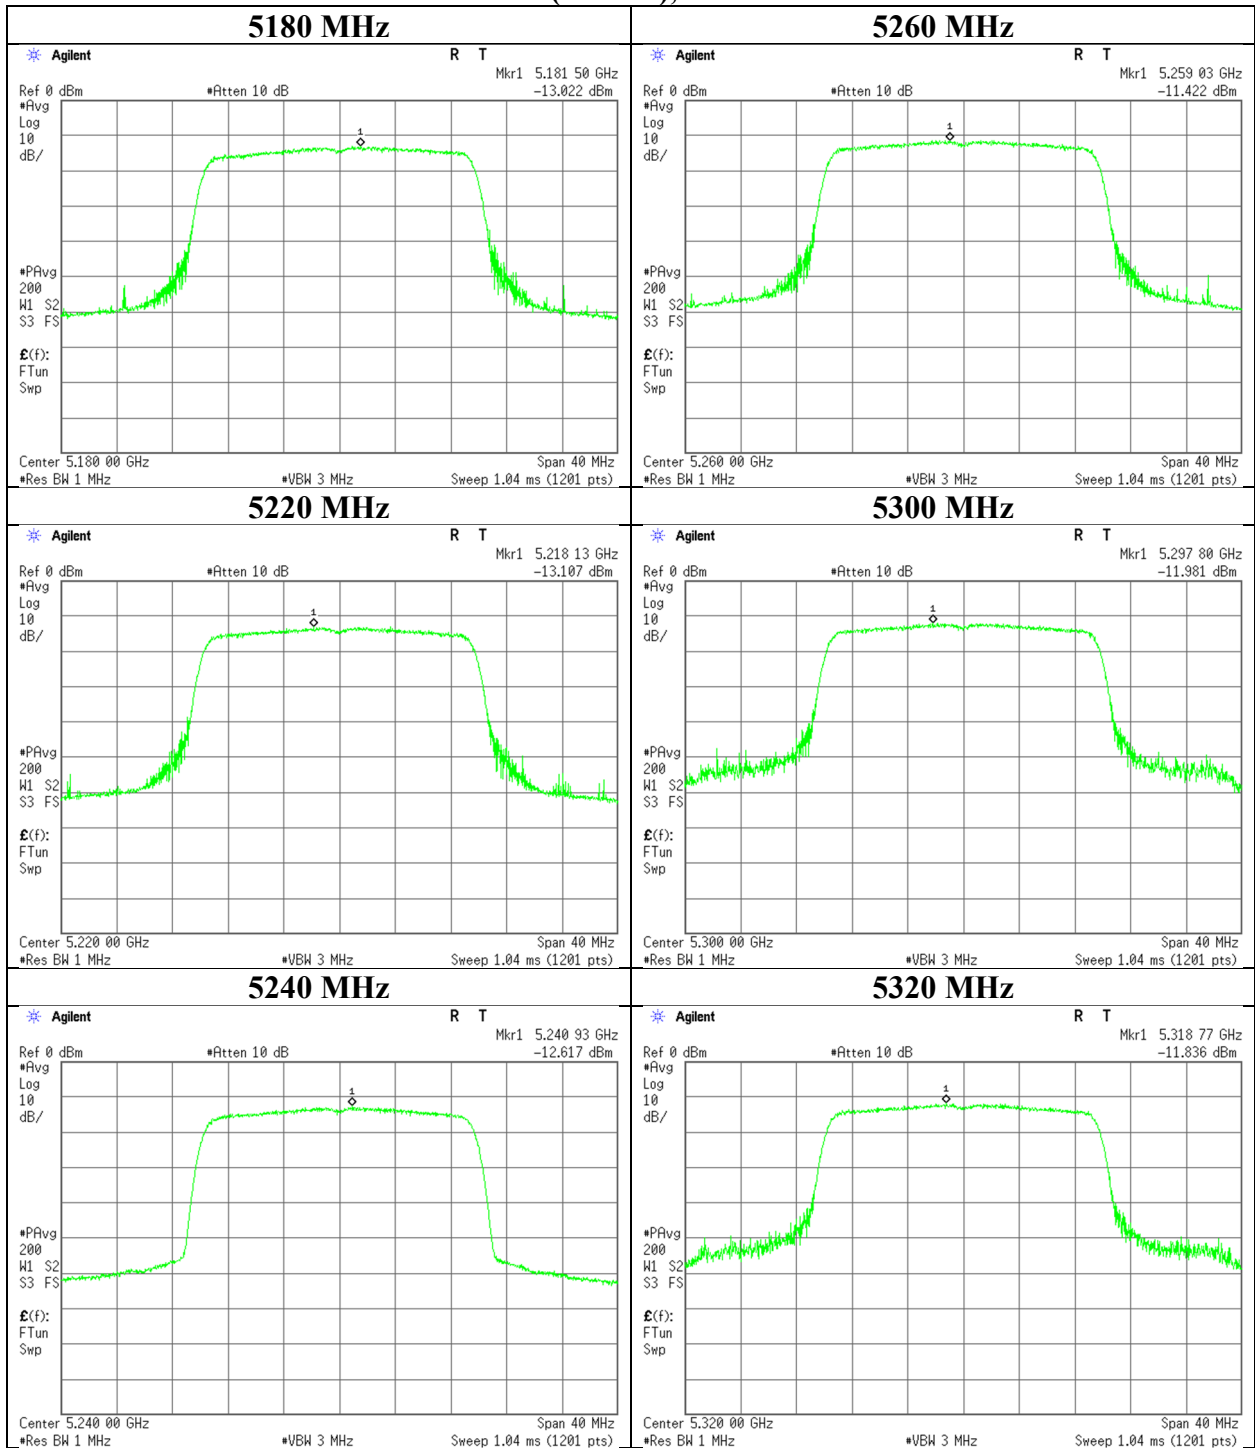 5180 MHz
Agilent R T
Mkr1 5.181 50 GHz
Ref 0 dBm #Atten 10 dB -13.022 dBm
#Avg
Log
10
dB/
1
#PAvg
200
W1 S2
S3 FS
£(f):
FTun
Swp
Center 5.180 00 GHz Span 40 MHz
#Res BW 1 MHz #VBW 3 MHz Sweep 1.04 ms (1201 pts)
5260 MHz
Agilent R T
Mkr1 5.259 03 GHz
Ref 0 dBm #Atten 10 dB -11.422 dBm
#Avg
Log
10
dB/
1
#PAvg
200
W1 S2
S3 FS
£(f):
FTun
Swp
Center 5.260 00 GHz Span 40 MHz
#Res BW 1 MHz #VBW 3 MHz Sweep 1.04 ms (1201 pts)
5220 MHz
Agilent R T
Mkr1 5.218 13 GHz
Ref 0 dBm #Atten 10 dB -13.107 dBm
#Avg
Log
10
dB/
1
#PAvg
200
W1 S2
S3 FS
£(f):
FTun
Swp
Center 5.220 00 GHz Span 40 MHz
#Res BW 1 MHz #VBW 3 MHz Sweep 1.04 ms (1201 pts)
5300 MHz
Agilent R T
Mkr1 5.297 80 GHz
Ref 0 dBm #Atten 10 dB -11.981 dBm
#Avg
Log
10
dB/
1
#PAvg
200
W1 S2
S3 FS
£(f):
FTun
Swp
Center 5.300 00 GHz Span 40 MHz
#Res BW 1 MHz #VBW 3 MHz Sweep 1.04 ms (1201 pts)
5240 MHz
Agilent R T
Mkr1 5.240 93 GHz
Ref 0 dBm #Atten 10 dB -12.617 dBm
#Avg
Log
10
dB/
1
#PAvg
200
W1 S2
S3 FS
£(f):
FTun
Swp
Center 5.240 00 GHz Span 40 MHz
#Res BW 1 MHz #VBW 3 MHz Sweep 1.04 ms (1201 pts)
5320 MHz
Agilent R T
Mkr1 5.318 77 GHz
Ref 0 dBm #Atten 10 dB -11.836 dBm
#Avg
Log
10
dB/
1
#PAvg
200
W1 S2
S3 FS
£(f):
FTun
Swp
Center 5.320 00 GHz Span 40 MHz
#Res BW 1 MHz #VBW 3 MHz Sweep 1.04 ms (1201 pts)